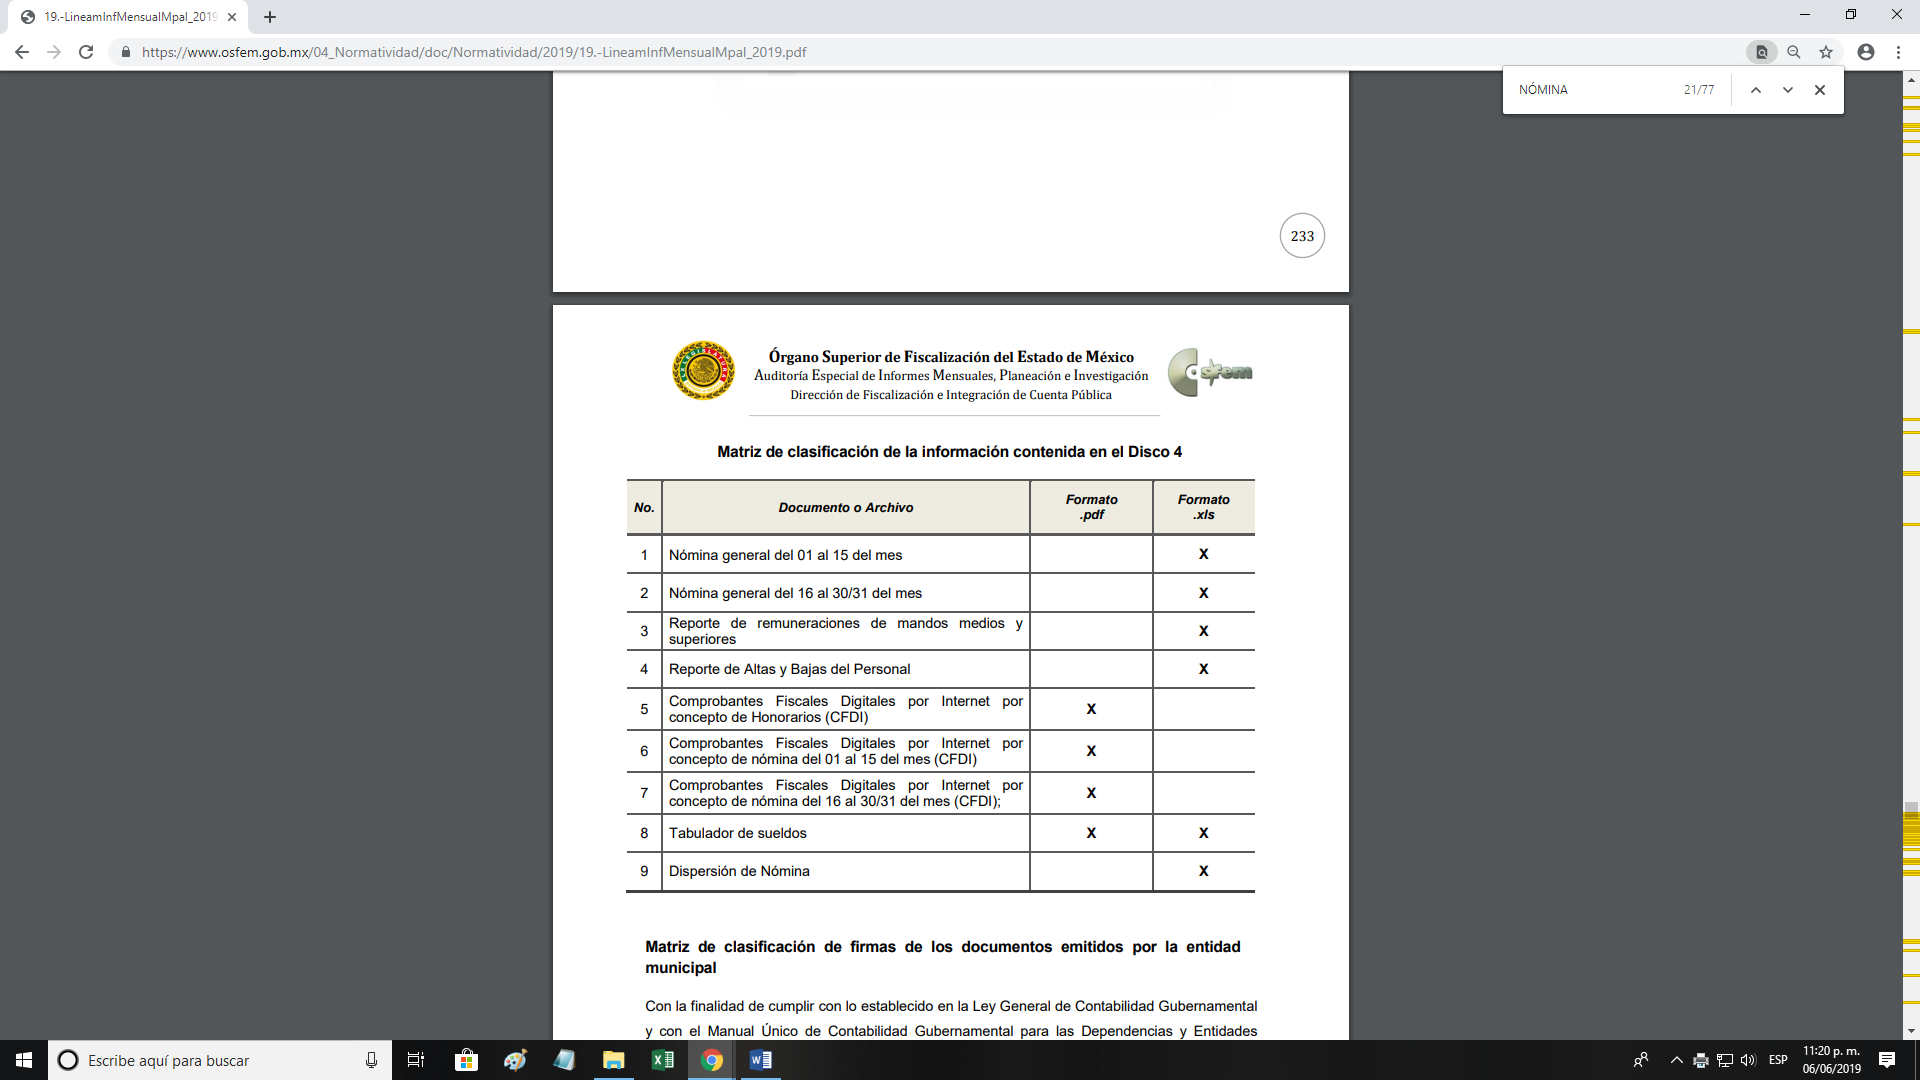 19.-LineamInfMensualMpal_2019
https://www.osfem.gob.mx/04_Normatividad/doc/Normatividad/2019/19.-LineamInfMensualMpal_2019.pdf
NÓMINA 21/77
233
Órgano Superior de Fiscalización del Estado de México
Auditoría Especial de Informes Mensuales, Planeación e Investigación
Dirección de Fiscalización e Integración de Cuenta Pública
osfem
Matriz de clasificación de la información contenida en el Disco 4
No. Documento o Archivo Formato .pdf Formato .xls
1 Nómina general del 01 al 15 del mes X
2 Nómina general del 16 al 30/31 del mes X
3 Reporte de remuneraciones de mandos medios y
superiores X
4 Reporte de Altas y Bajas del Personal X
5 Comprobantes Fiscales Digitales por Internet por
concepto de Honorarios (CFDI) X
6 Comprobantes Fiscales Digitales por Internet por
concepto de nómina del 01 al 15 del mes (CFDI) X
7 Comprobantes Fiscales Digitales por Internet por
concepto de nómina del 16 al 30/31 del mes (CFDI); X
8 Tabulador de sueldos X X
9 Dispersión de Nómina X
Matriz de clasificación de firmas de los documentos emitidos por la entidad
municipal
Con la finalidad de cumplir con lo establecido en la Ley General de Contabilidad Gubernamental
y con el Manual Único de Contabilidad Gubernamental para las Dependencias y Entidades
Escribe aquí para buscar
ESP
11:20 p. m.
06/06/2019